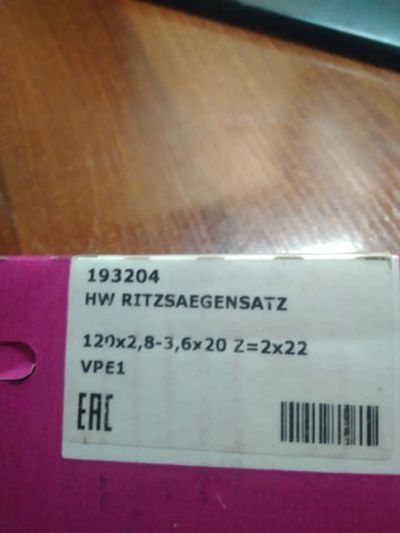 193204
HW RITZSAEGENSATZ
120x2,8-3,6x20 Z=2x22
VPE1
EAC